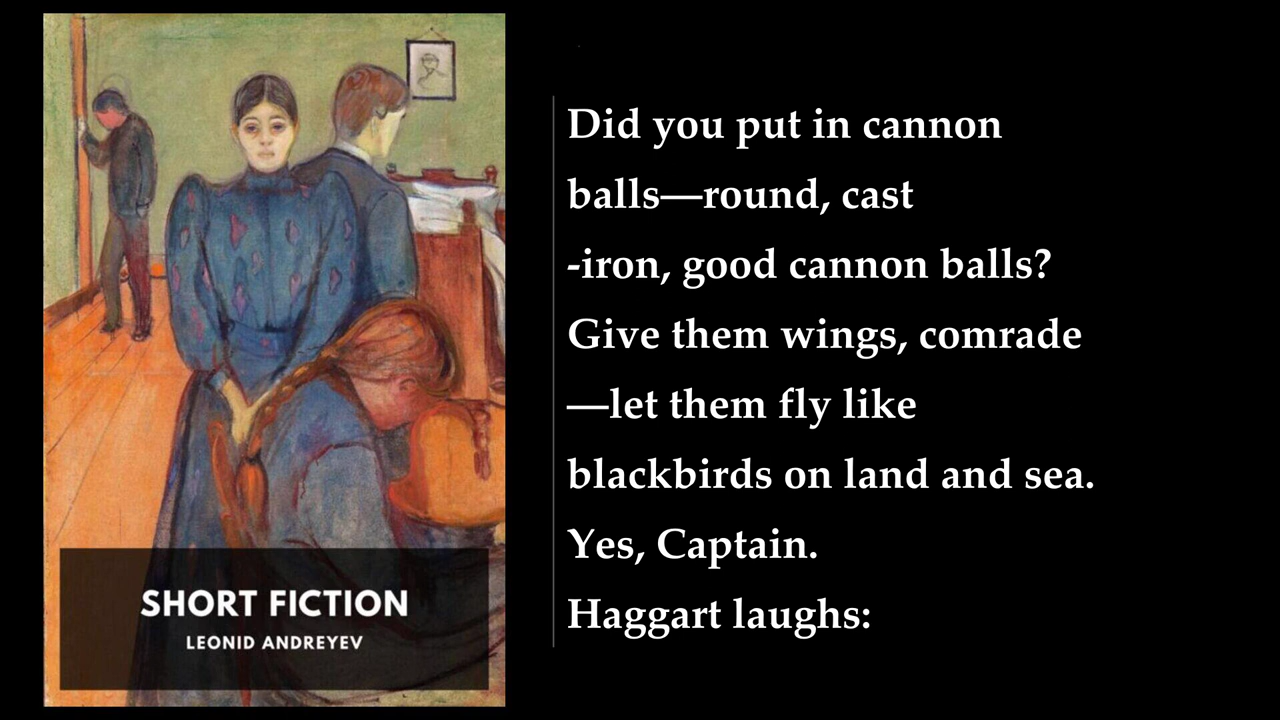 SHORT FICTION
LEONID ANDREYEV
Did you put in cannon
balls—round, cast
-iron, good cannon balls?
Give them wings, comrade
—let them fly like
blackbirds on land and sea.
Yes, Captain.
Haggart laughs: